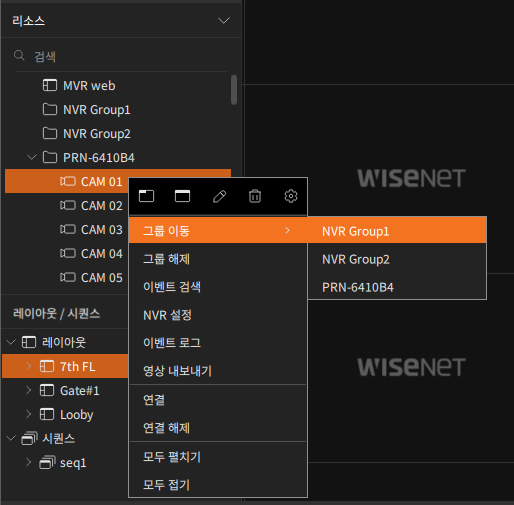 리소스
검색
MVR web
NVR Group1
NVR Group2
PRN-6410B4
CAM 01
CAM 02
CAM 03
CAM 04
CAM 05
그룹 이동
그룹 해제
이벤트 검색
NVR 설정
이벤트 로그
영상 내보내기
연결
연결 해제
모두 펼치기
모두 접기
NVR Group1
NVR Group2
PRN-6410B4
레이아웃 / 시퀀스
레이아웃
7th FL
Gate#1
Looby
시퀀스
seq1
WISENET
WISENET